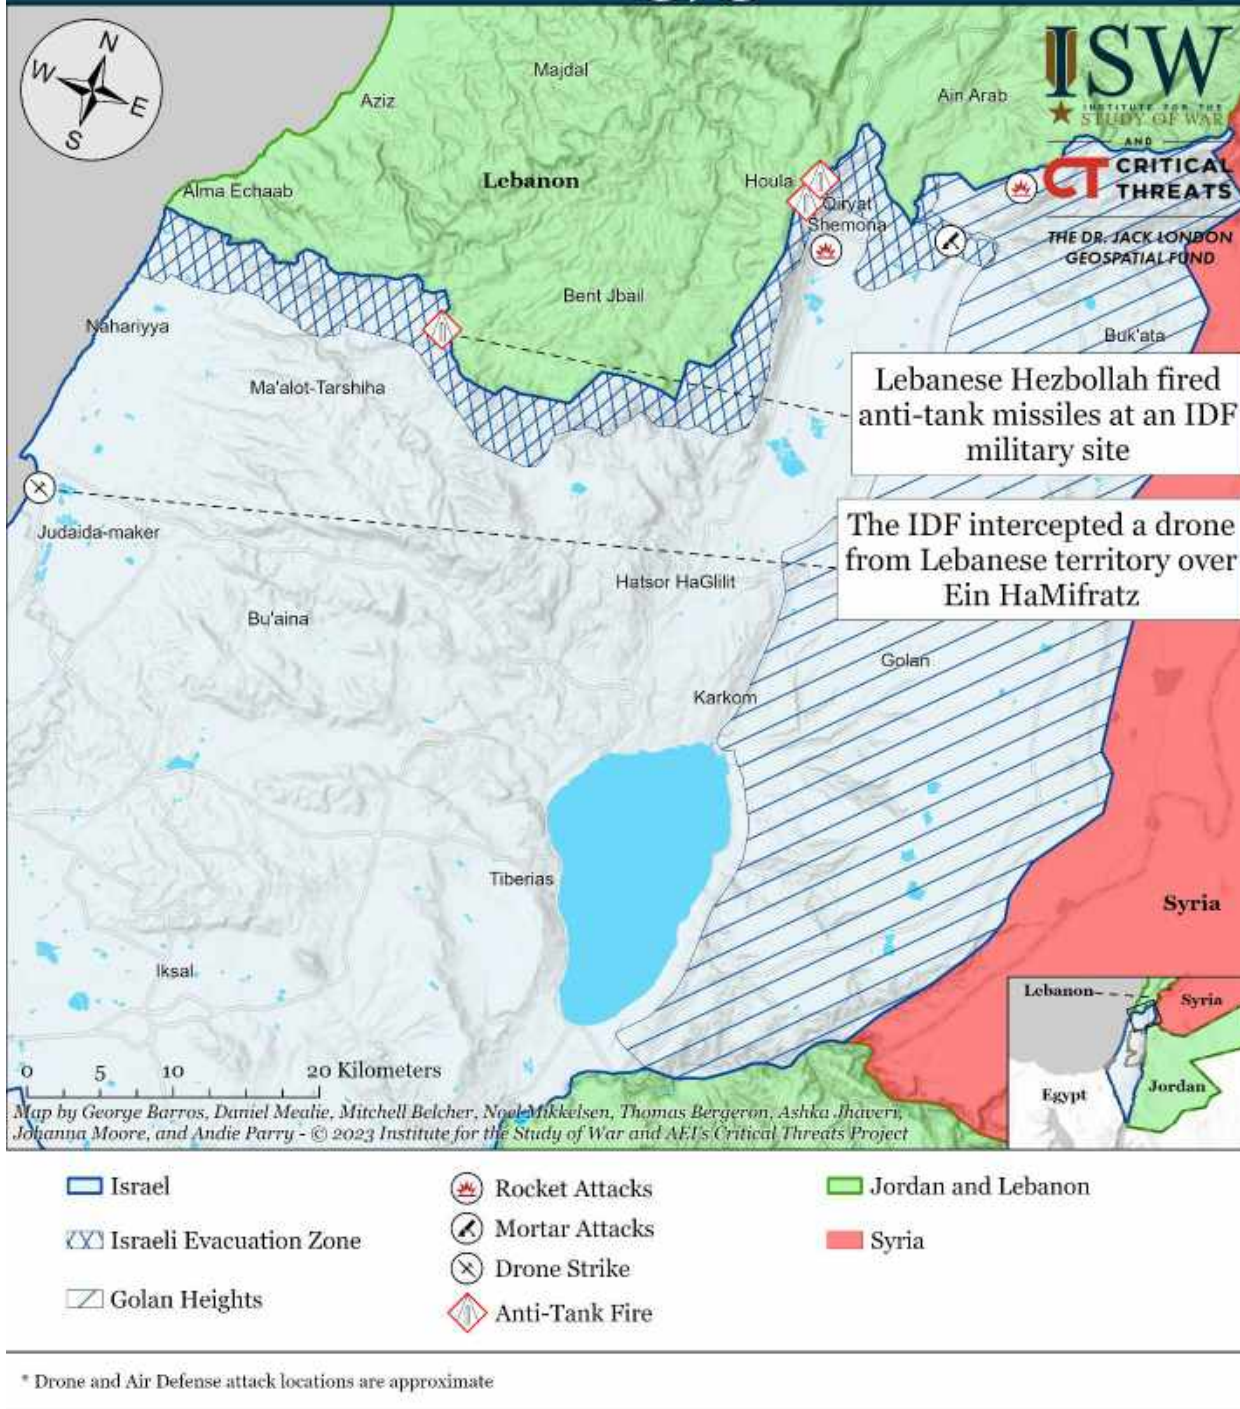 N
W
E
S
ISW
INSTITUTE FOR THE
STUDY OF WAR
AND
CT CRITICAL
THREATS
THE DR. JACK LONDON
GEOSPATIAL FUND
Majdal
Aziz
Ain Arab
Lebanon
Houla
Alma Echaab
Qiryat
Shemona
Bent Jbail
Nahariyya
Buk'ata
Ma'alot-Tarshiha
Lebanese Hezbollah fired
anti-tank missiles at an IDF
military site
The IDF intercepted a drone
from Lebanese territory over
Ein HaMifratz
Judaida-maker
Hatsor HaGlilit
Bu'aina
Golan
Karkom
Tiberias
Syria
Iksal
Lebanon
Syria
Egypt
Jordan
0 5 10 20 Kilometers
Map by George Barros, Daniel Mealie, Mitchell Belcher, Noel Mikkelsen, Thomas Bergeron, Ashka Jhaveri,
Johanna Moore, and Andie Parry - © 2023 Institute for the Study of War and AEI's Critical Threats Project
Israel
Israeli Evacuation Zone
Golan Heights
Rocket Attacks
Mortar Attacks
Drone Strike
Anti-Tank Fire
Jordan and Lebanon
Syria
* Drone and Air Defense attack locations are approximate